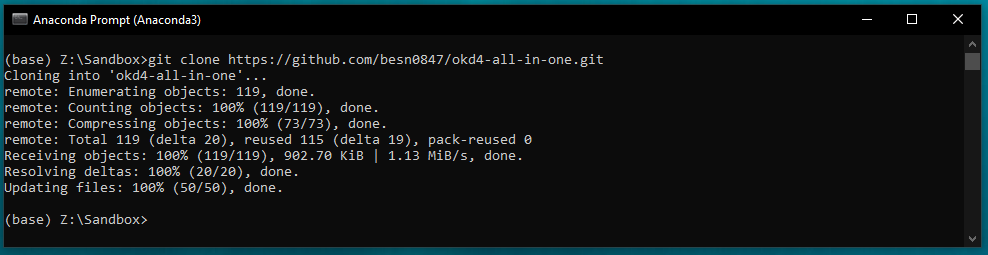 Anaconda Prompt (Anaconda3)
(base) Z:\Sandbox>git clone https://github.com/besn0847/okd4-all-in-one.git
Cloning into 'okd4-all-in-one'...
remote: Enumerating objects: 119, done.
remote: Counting objects: 100% (119/119), done.
remote: Compressing objects: 100% (73/73), done.
remote: Total 119 (delta 20), reused 115 (delta 19), pack-reused 0
Receiving objects: 100% (119/119), 902.70 KiB | 1.13 MiB/s, done.
Resolving deltas: 100% (20/20), done.
Updating files: 100% (50/50), done.
(base) Z:\Sandbox>